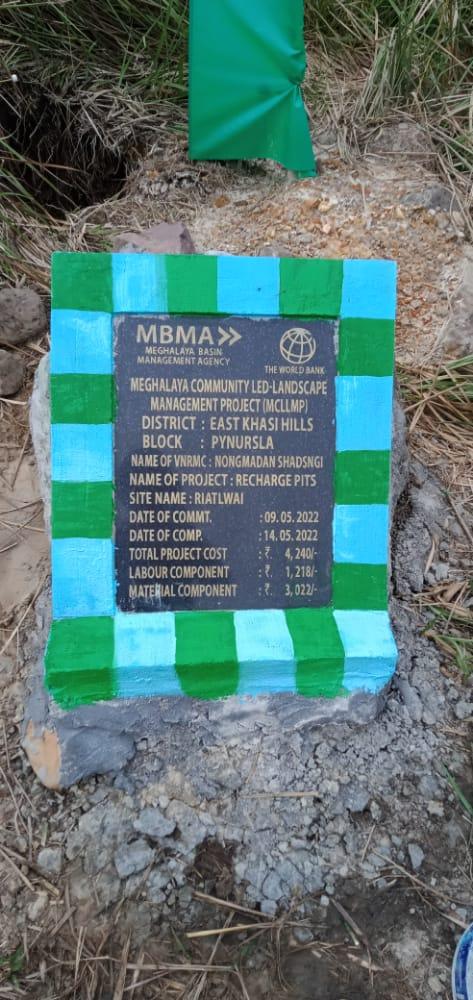 MBMA
MEGHALAYA BASIN
MANAGEMENT AGENCY
THE WORLD BANK
MEGHALAYA COMMUNITY LED-LANDSCAPE
MANAGEMENT PROJECT (MCLLMP)
DISTRICT : EAST KHASI HILLS
BLOCK : PYNURSLA
NAME OF VNRMC : NONGMADAN SHADSNGI
NAME OF PROJECT : RECHARGE PITS
SITE NAME : RIATLWAI
DATE OF COMMT. : 09.05.2022
DATE OF COMP. : 14.05.2022
TOTAL PROJECT COST : ₹. 4,240/-
LABOUR COMPONENT : ₹. 1,218/-
MATERIAL COMPONENT : ₹. 3,022/-